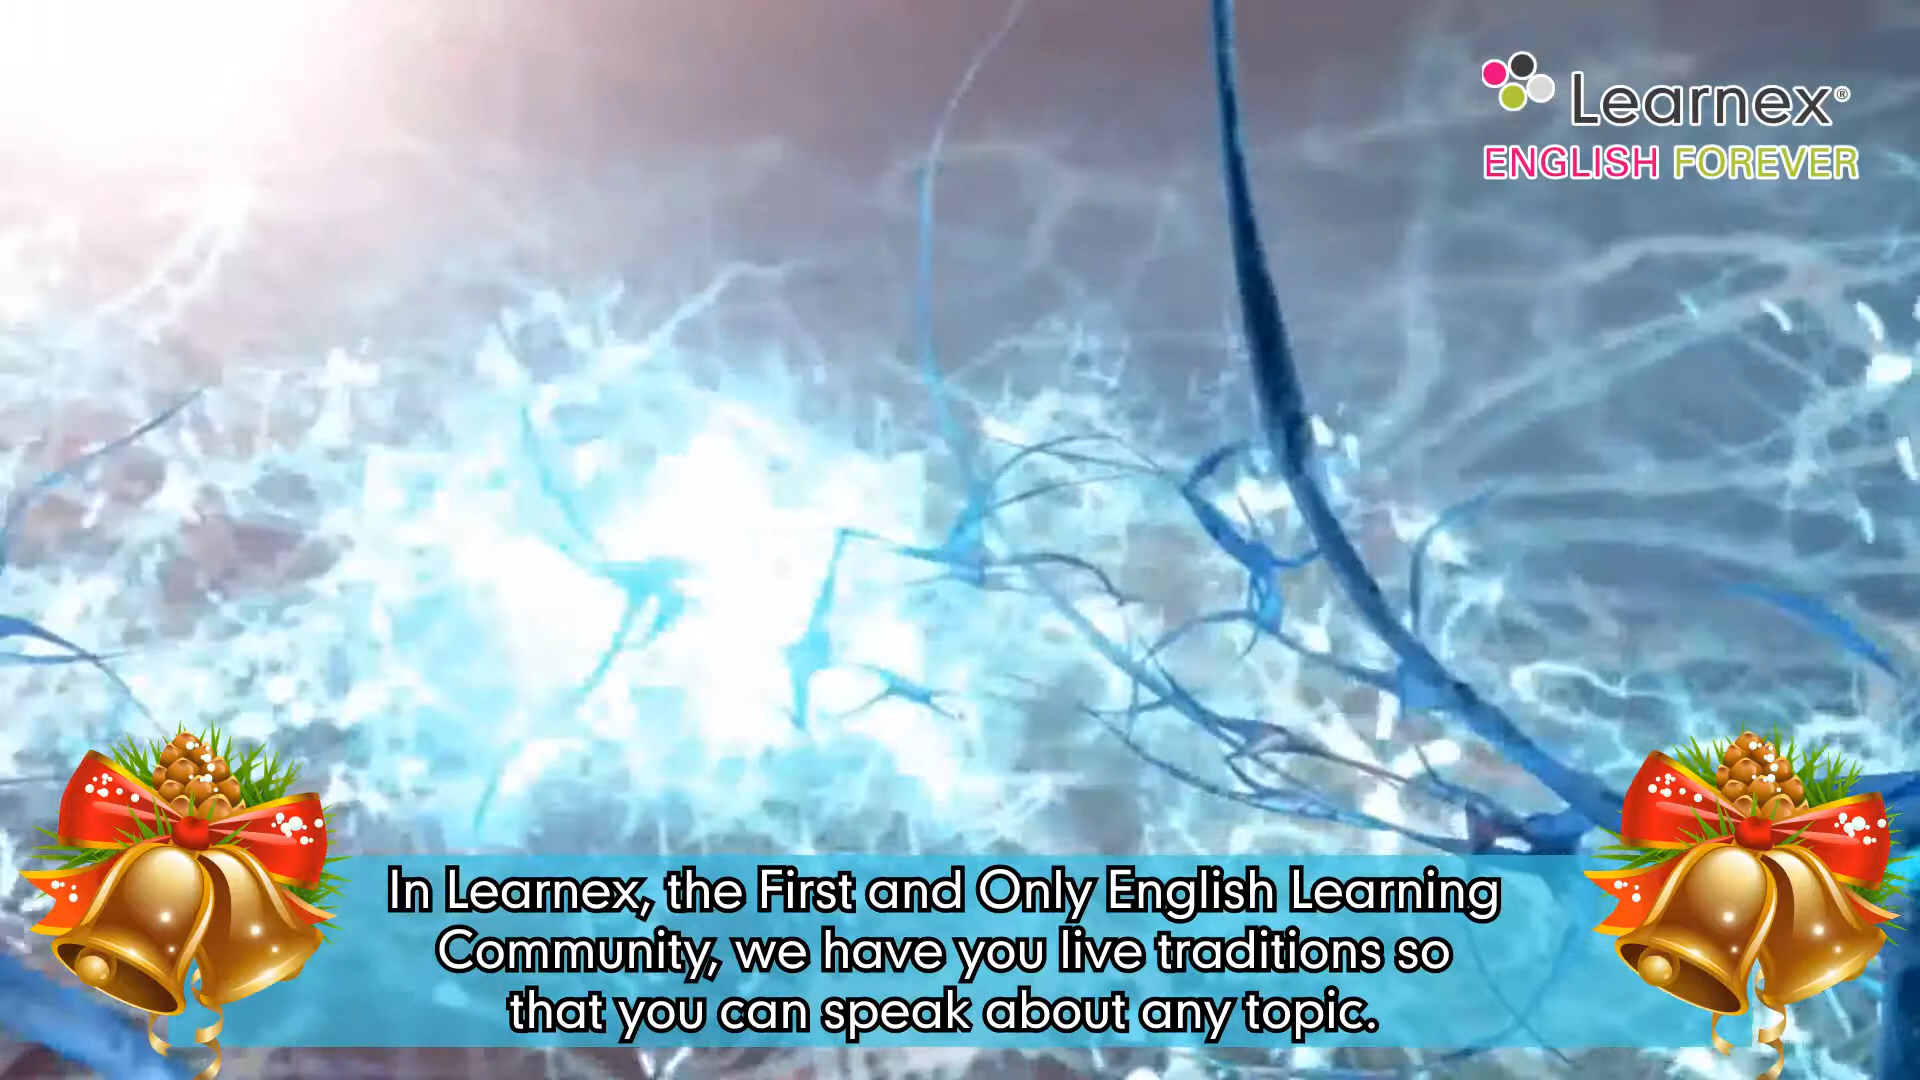 Learnex®
ENGLISH FOREVER
In Learnex, the First and Only English Learning
Community, we have you live traditions so
that you can speak about any topic.